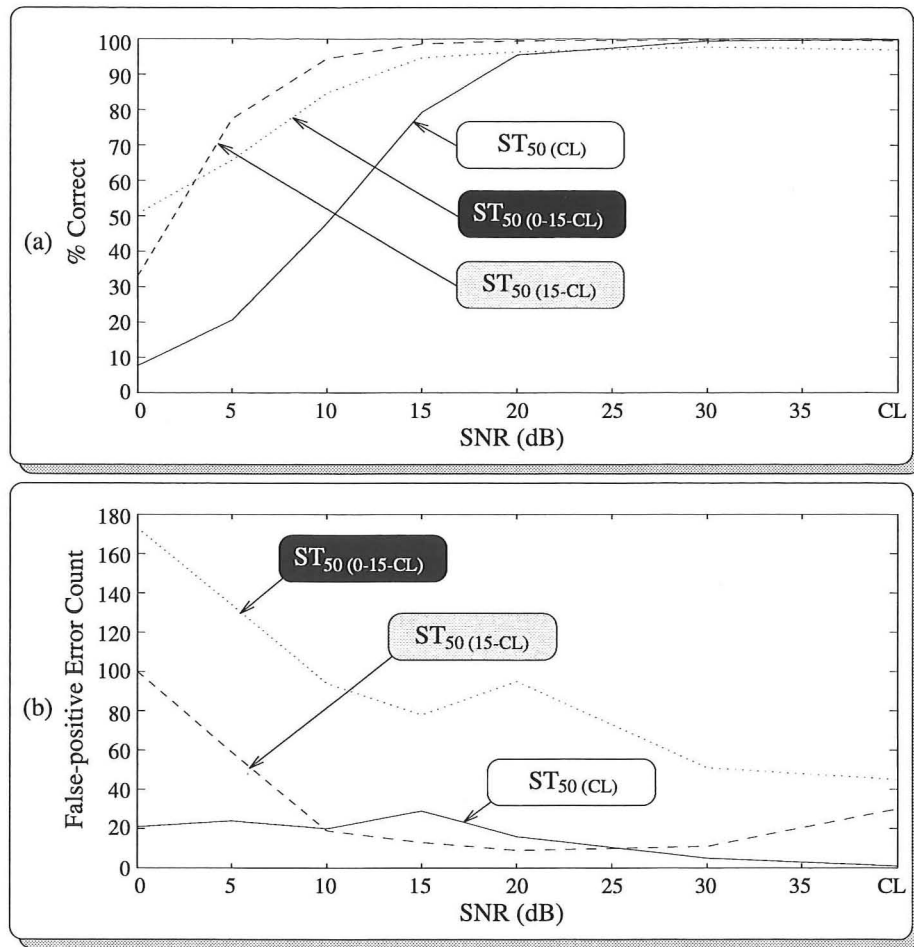 (a)
% Correct
100
90
80
70
60
50
40
30
20
10
0
ST50 (CL)
ST50 (0-15-CL)
ST50 (15-CL)
0 5 10 15 20 25 30 35 CL
SNR (dB)
(b)
False-positive Error Count
180
160
140
120
100
80
60
40
20
0
ST50 (0-15-CL)
ST50 (15-CL)
ST50 (CL)
0 5 10 15 20 25 30 35 CL
SNR (dB)